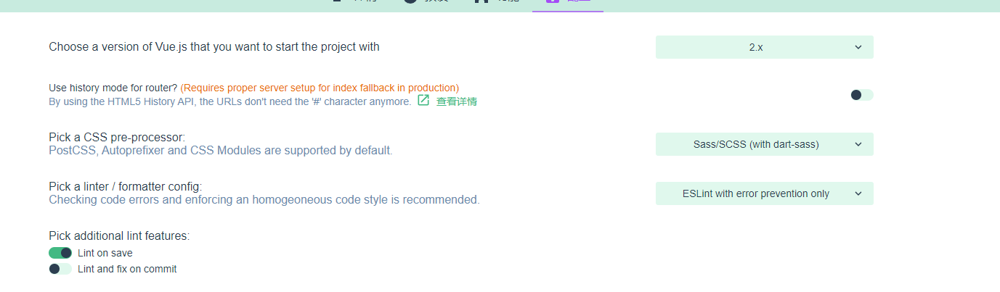 Choose a version of Vue.js that you want to start the project with
2.x
Use history mode for router? (Requires proper server setup for index fallback in production)
By using the HTML5 History API, the URLs don't need the '#' character anymore. 查看详情
Pick a CSS pre-processor:
PostCSS, Autoprefixer and CSS Modules are supported by default.
Sass/SCSS (with dart-sass)
Pick a linter / formatter config:
Checking code errors and enforcing an homogeoneous code style is recommended.
ESLint with error prevention only
Pick additional lint features:
Lint on save
Lint and fix on commit